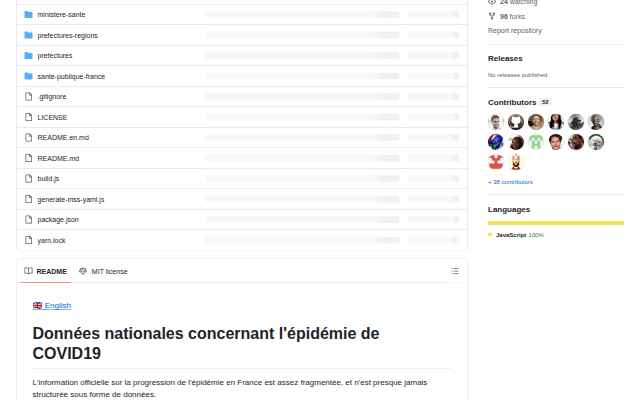 24 watching
ministere-sante
96 forks
prefectures-regions
Report repository
prefectures
Releases
sante-publique-france
No releases published
.gitignore
Contributors 52
LICENSE
README.en.md
README.md
build.js
+ 38 contributors
generate-mss-yaml.js
Languages
package.json
JavaScript 100%
yarn.lock
README MIT license
English
Données nationales concernant l'épidémie de
COVID19
L'information officielle sur la progression de l'épidémie en France est assez fragmentée, et n'est presque jamais
structurée sous forme de données.